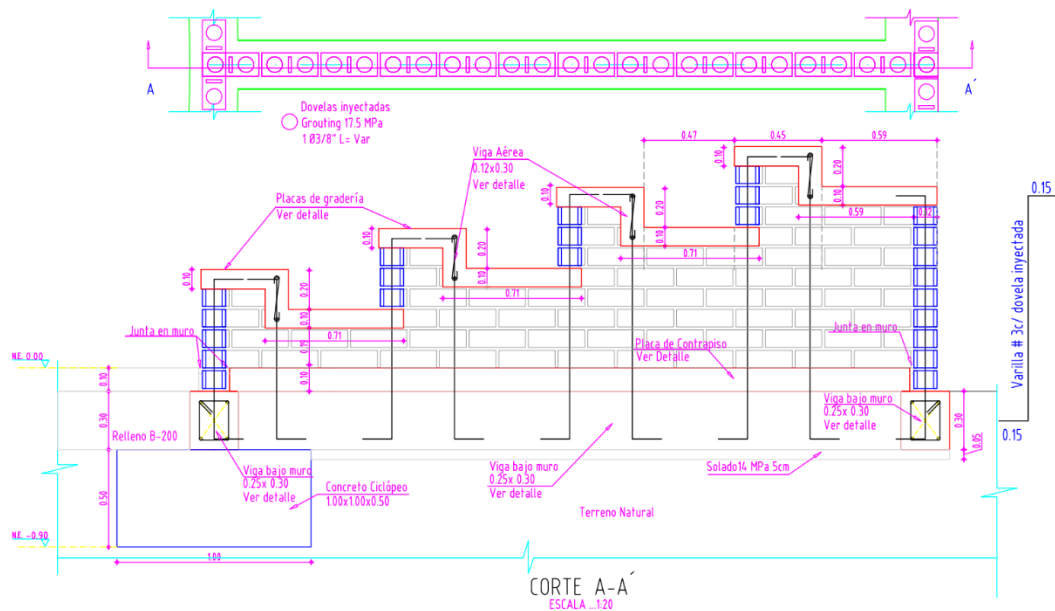 A
A´
Dovelas inyectadas
Grouting 17.5 MPa
1 Ø3/8" L= Var
Viga Aérea
0.12x0.30
Ver detalle
Placas de gradería
Ver detalle
0.47
0.45
0.59
0.10
0.20
0.10
0.59
0.12
0.10
0.20
0.10
0.71
0.10
0.20
0.10
0.71
0.10
0.20
0.10
0.71
0.19
0.10
Junta en muro
Junta en muro
Placa de Contrapiso
Ver Detalle
N.E. 0.00
0.10
0.30
0.50
N.E. -0.90
Relleno B-200
Viga bajo muro
0.25x 0.30
Ver detalle
Concreto Ciclópeo
1.00x1.00x0.50
Viga bajo muro
0.25x 0.30
Ver detalle
Viga bajo muro
0.25x 0.30
Ver detalle
Solado14 MPa 5cm
Terreno Natural
0.30
0.05
1.00
0.15
Varilla # 3c/ dovela inyectada
0.15
CORTE A-A´
ESCALA ...1:20